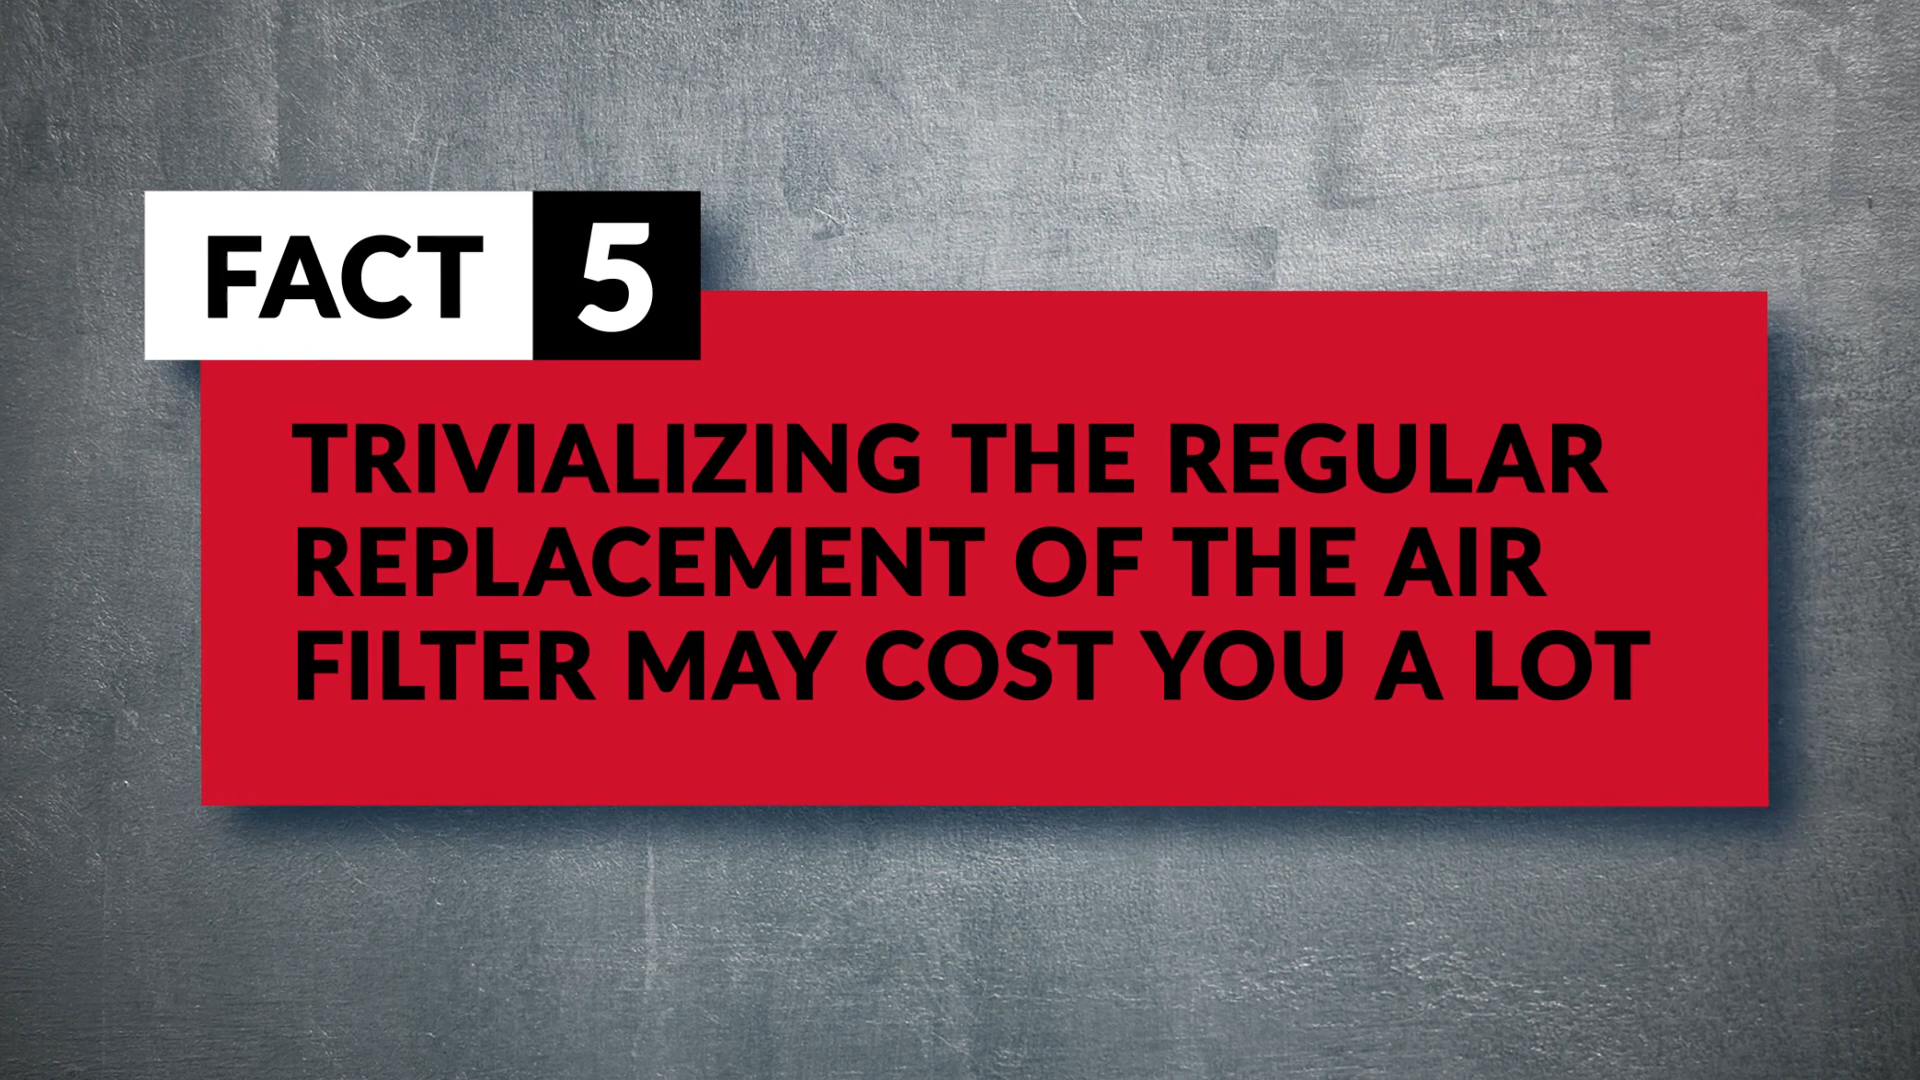 FACT 5
TRIVIALIZING THE REGULAR
REPLACEMENT OF THE AIR
FILTER MAY COST YOU A LOT